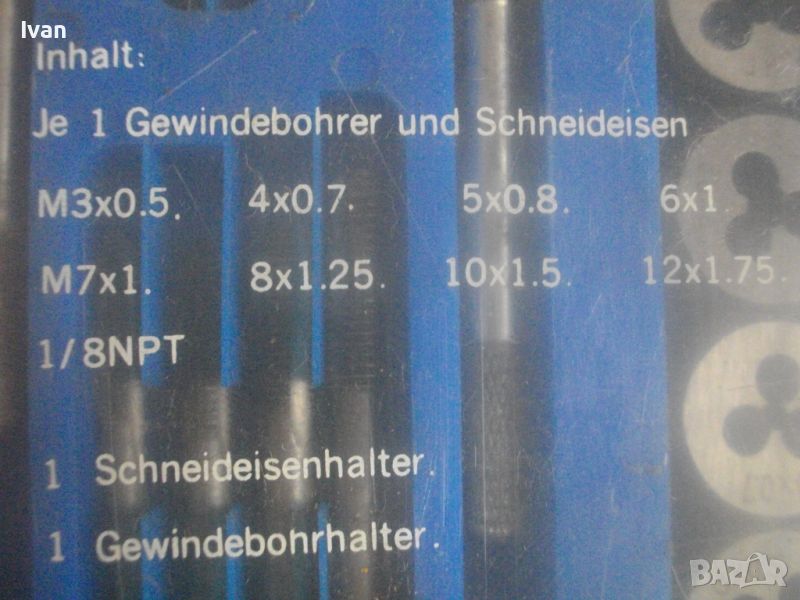 Ivan
Inhalt:
Je 1 Gewindebohrer und Schneideisen
M3x0.5. 4x0.7. 5x0.8. 6x1.
M7x1. 8x1.25. 10x1.5. 12x1.75.
1/8NPT
1 Schneideisenhalter.
1 Gewindebohrhalter.
BAZAR